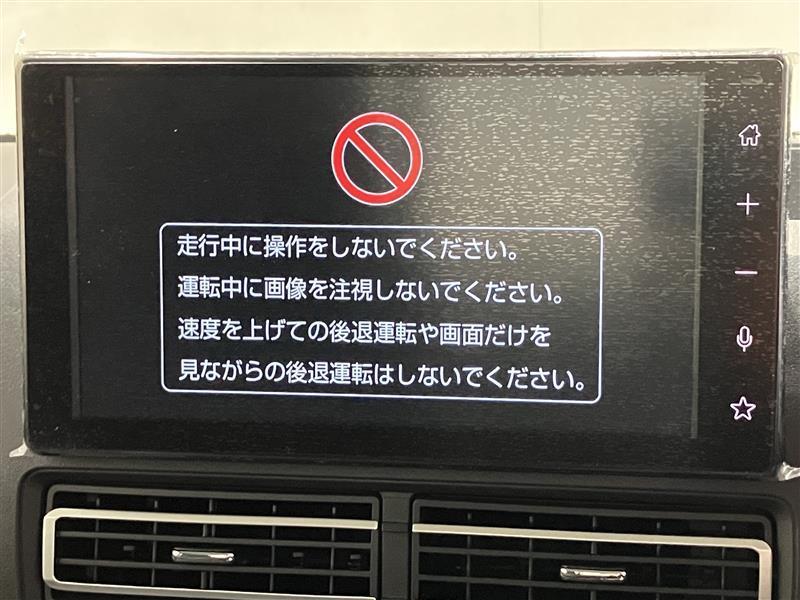 走行中に操作をしないでください。
運転中に画像を注視しないでください。
速度を上げての後退運転や画面だけを
見ながらの後退運転はしないでください。